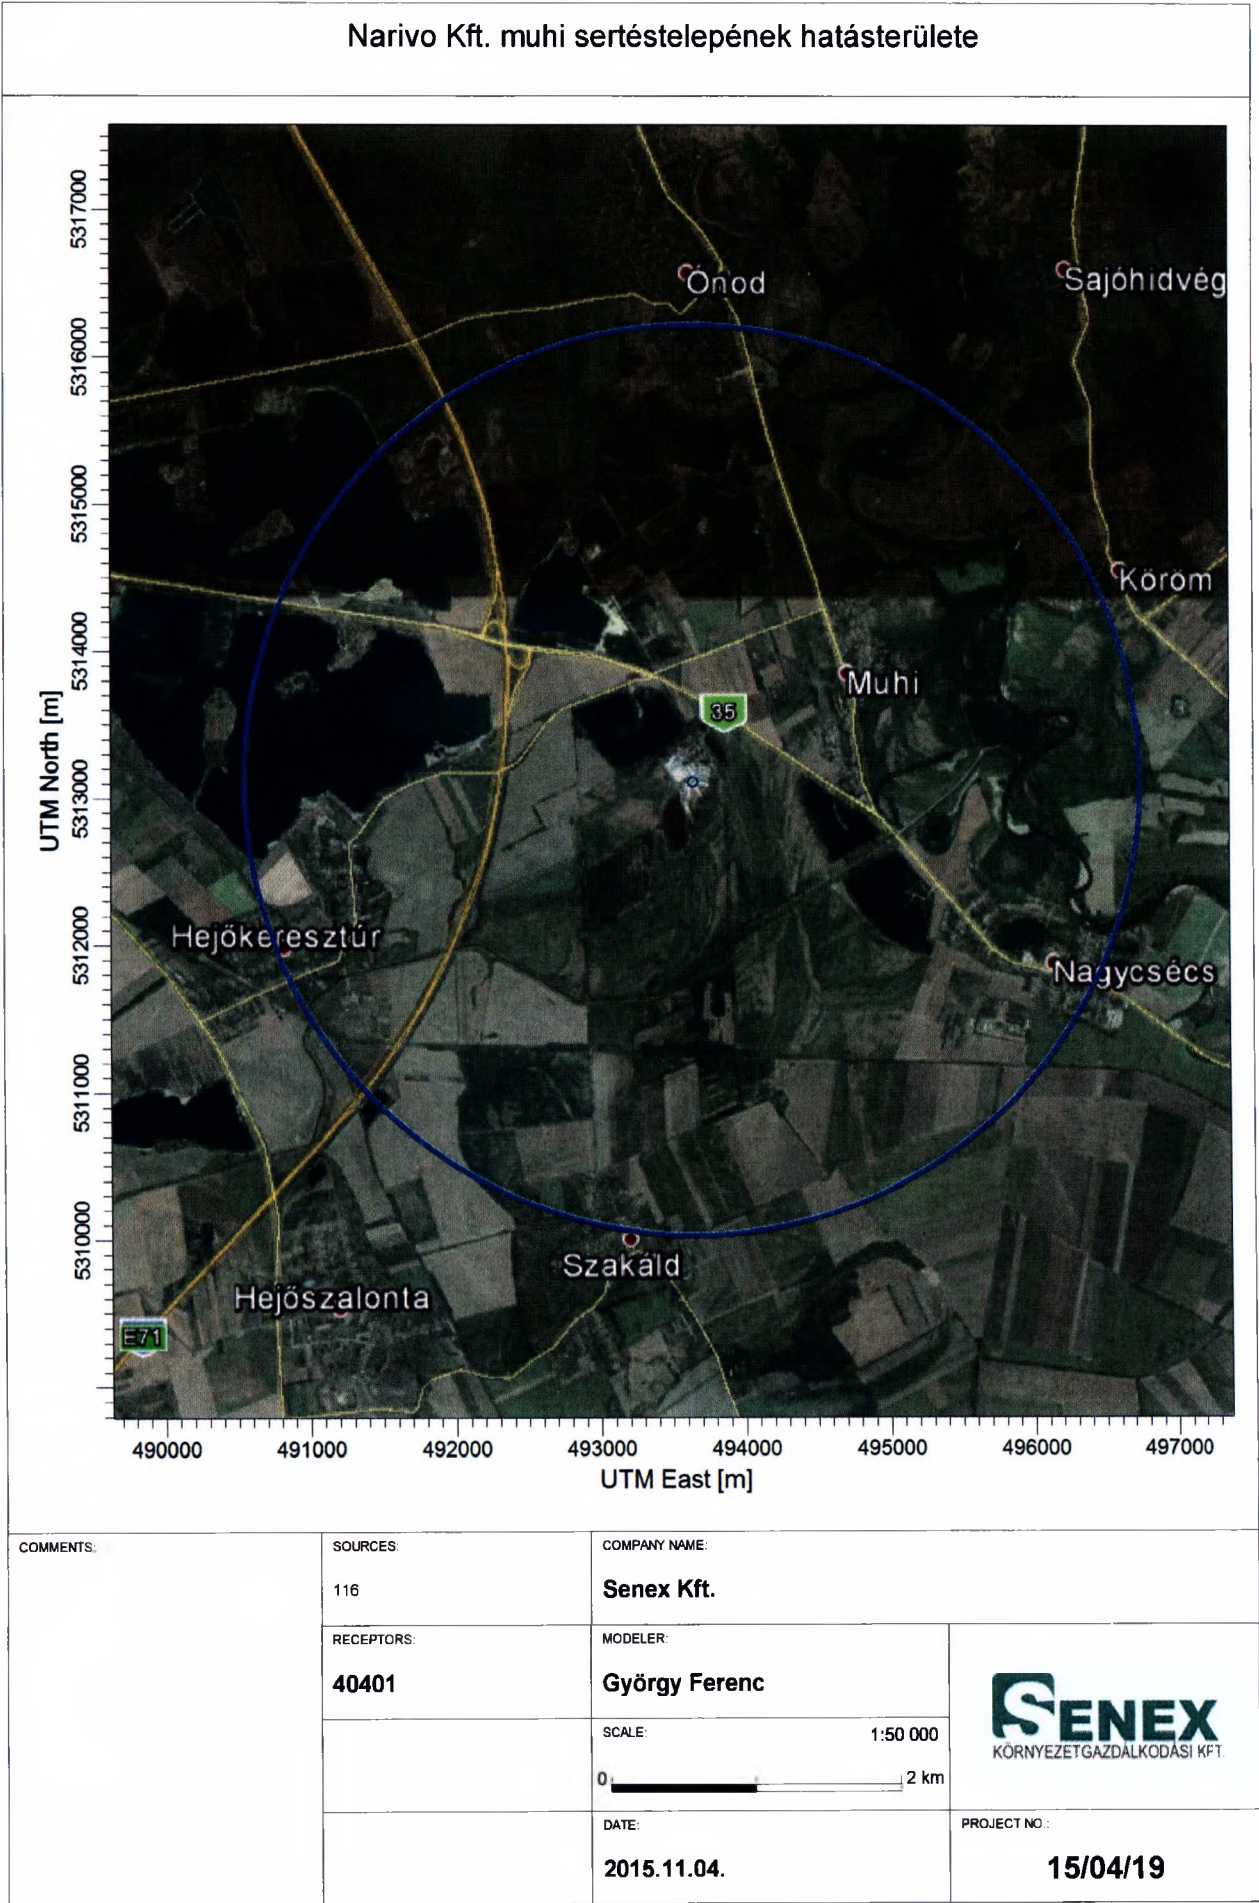 Narivo Kft. muhi sertéstelepének hatásterülete
UTM North [m]
5317000
5316000
5315000
5314000
5313000
5312000
5311000
5310000
Ónod
Sajóhidvég
Köröm
Muhi
35
Hejőkeresztúr
Nagycsécs
Szakáld
Hejőszalonta
E71
490000 491000 492000 493000 494000 495000 496000 497000
UTM East [m]
COMMENTS:
SOURCES:
116
COMPANY NAME:
Senex Kft.
RECEPTORS:
40401
MODELER:
György Ferenc
SCALE: 1:50 000
0 2 km
SENEX
KÖRNYEZETGAZDÁLKODÁSI KFT.
DATE:
2015.11.04.
PROJECT NO.:
15/04/19